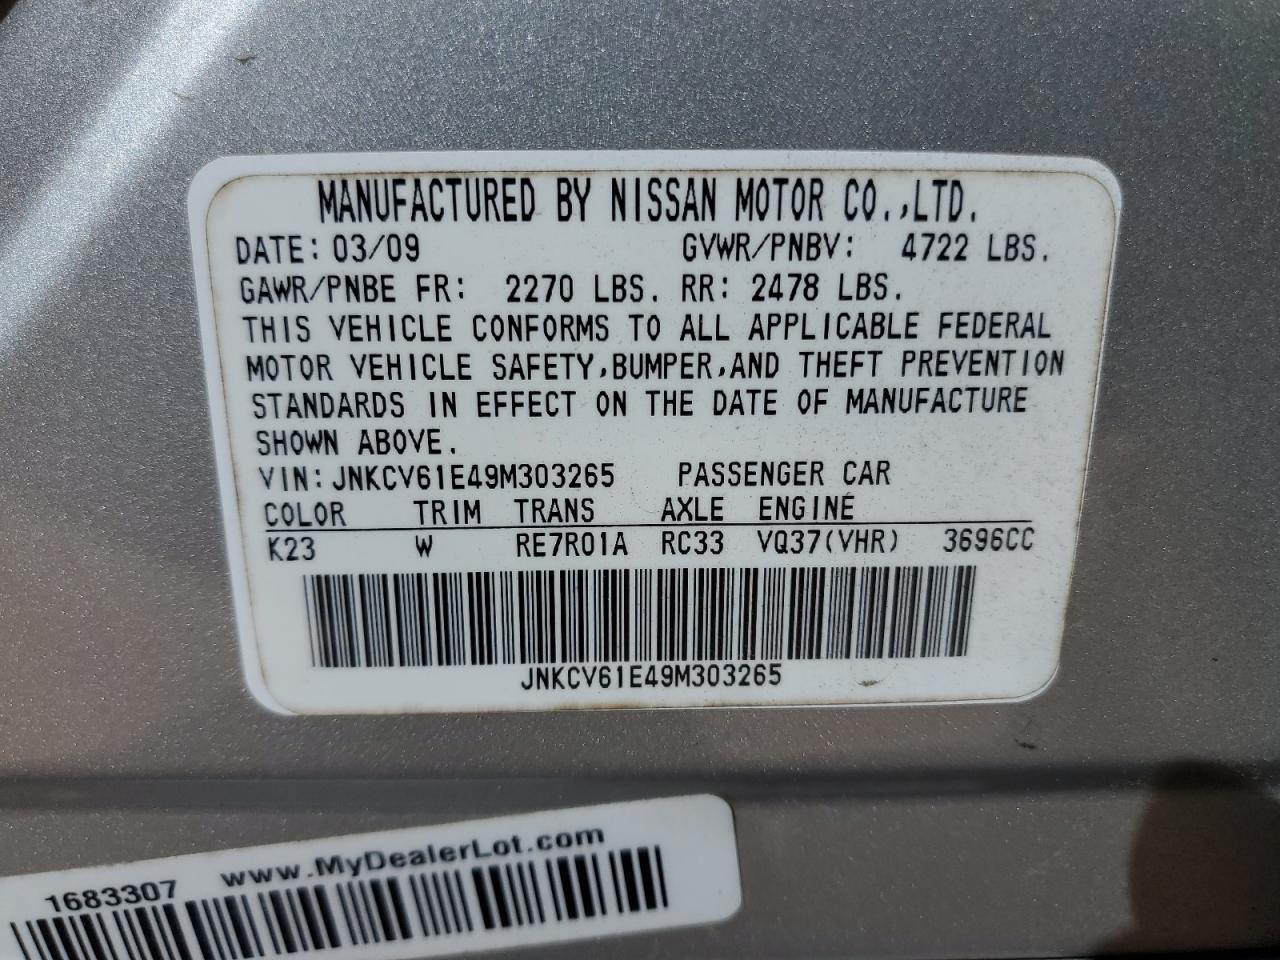 MANUFACTURED BY NISSAN MOTOR CO.,LTD.
DATE: 03/09 GVWR/PNBV: 4722 LBS.
GAWR/PNBE FR: 2270 LBS. RR: 2478 LBS.
THIS VEHICLE CONFORMS TO ALL APPLICABLE FEDERAL
MOTOR VEHICLE SAFETY,BUMPER,AND THEFT PREVENTION
STANDARDS IN EFFECT ON THE DATE OF MANUFACTURE
SHOWN ABOVE.
VIN:JNKCV61E49M303265 PASSENGER CAR
COLOR TRIM TRANS AXLE ENGINE
K23 W RE7R01A RC33 VQ37(VHR) 3696CC
JNKCV61E49M303265
1683307 www.MyDealerLot.com